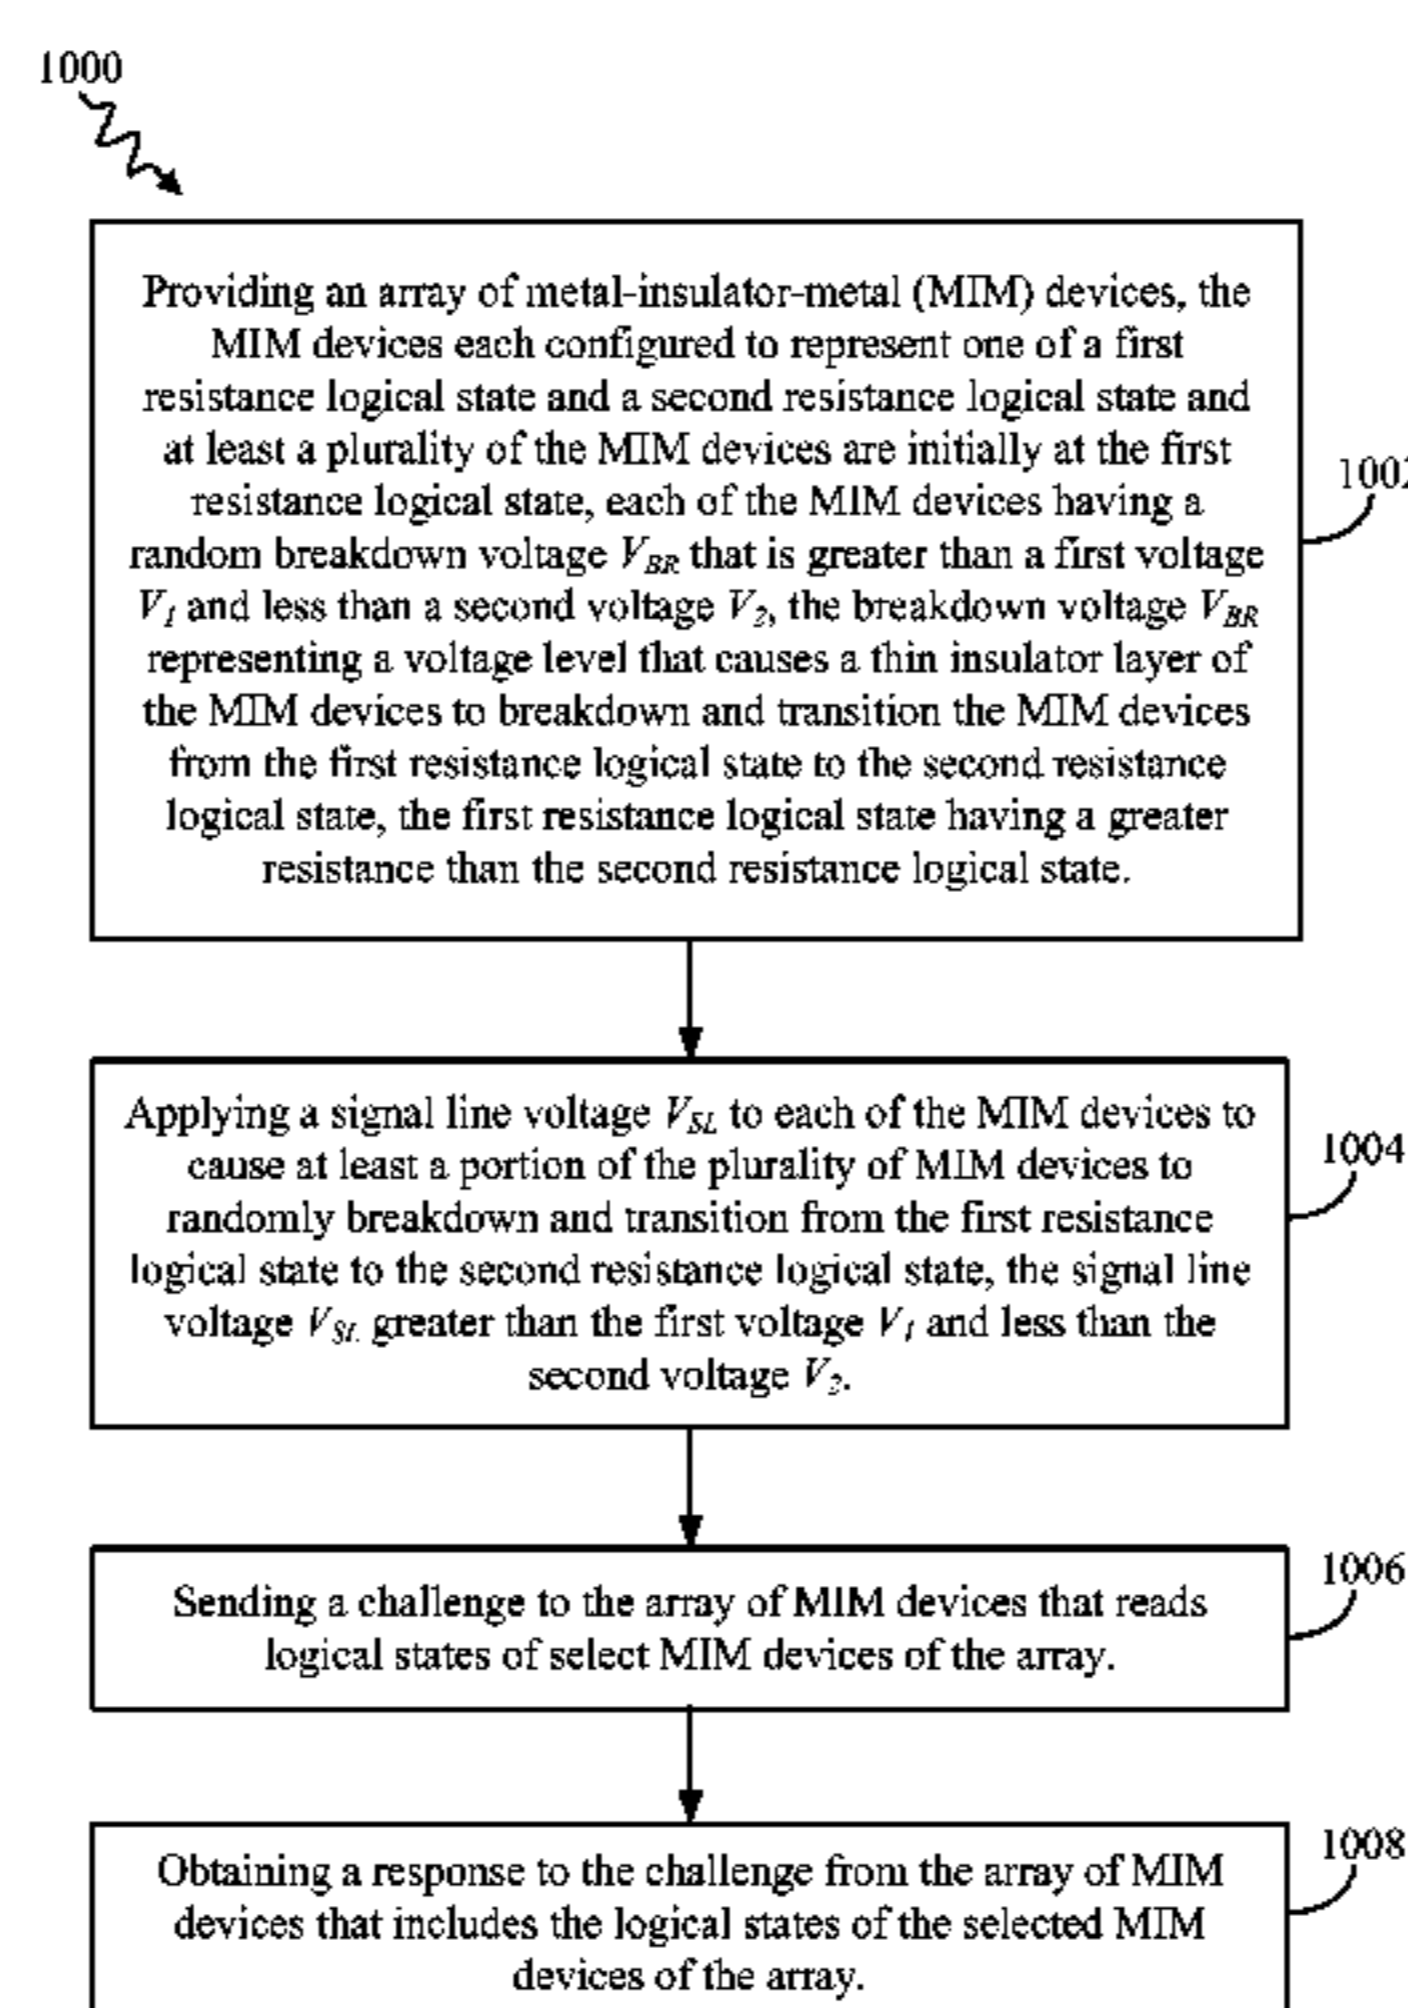 1000
Providing an array of metal-insulator-metal (MIM) devices, the
MIM devices each configured to represent one of a first
resistance logical state and a second resistance logical state and
at least a plurality of the MIM devices are initially at the first
resistance logical state, each of the MIM devices having a
random breakdown voltage VBR that is greater than a first voltage
V1 and less than a second voltage V2, the breakdown voltage VBR
representing a voltage level that causes a thin insulator layer of
the MIM devices to breakdown and transition the MIM devices
from the first resistance logical state to the second resistance
logical state, the first resistance logical state having a greater
resistance than the second resistance logical state.
1002
Applying a signal line voltage VSL to each of the MIM devices to
cause at least a portion of the plurality of MIM devices to
randomly breakdown and transition from the first resistance
logical state to the second resistance logical state, the signal line
voltage VSL greater than the first voltage V1 and less than the
second voltage V2.
1004
Sending a challenge to the array of MIM devices that reads
logical states of select MIM devices of the array.
1006
Obtaining a response to the challenge from the array of MIM
devices that includes the logical states of the selected MIM
devices of the array.
1008